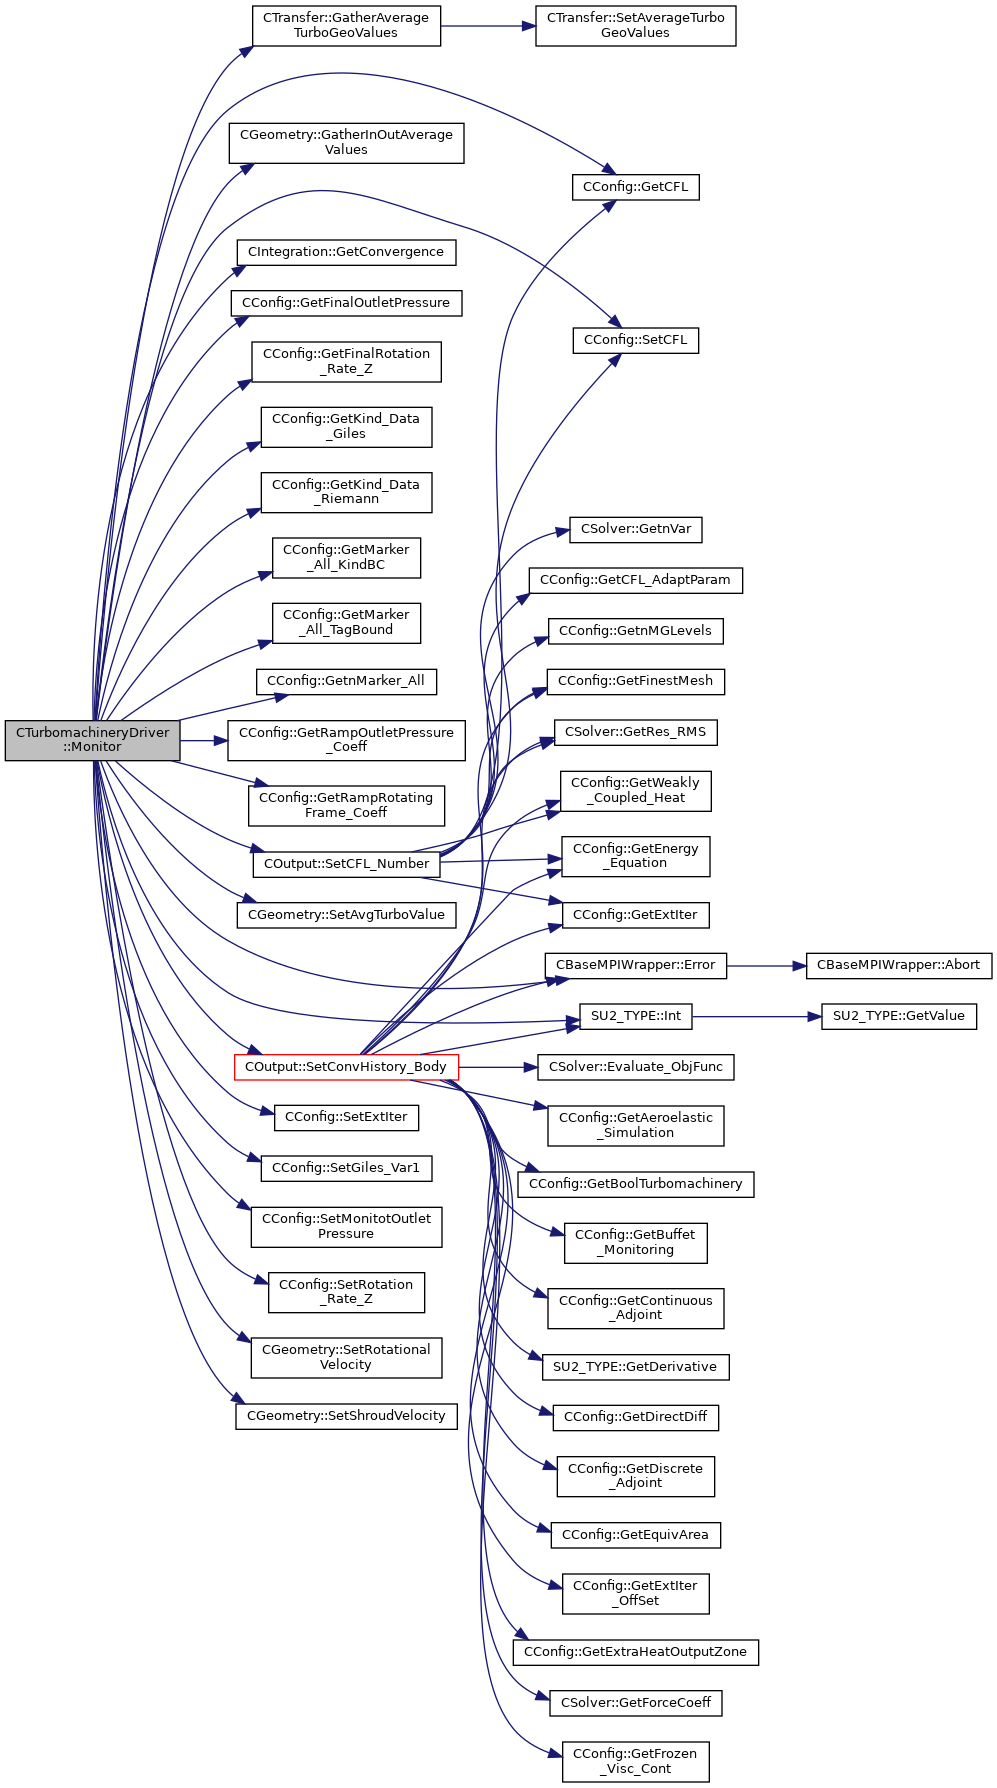 CTransfer::GatherAverage
TurboGeoValues
CTransfer::SetAverageTurbo
GeoValues
CGeometry::GatherInOutAverage
Values
CConfig::GetCFL
CIntegration::GetConvergence
CConfig::GetFinalOutletPressure
CConfig::SetCFL
CConfig::GetFinalRotation
_Rate_Z
CConfig::GetKind_Data
_Giles
CConfig::GetKind_Data
_Riemann
CSolver::GetnVar
CConfig::GetMarker
_All_KindBC
CConfig::GetCFL_AdaptParam
CConfig::GetMarker
_All_TagBound
CConfig::GetnMGLevels
CConfig::GetnMarker_All
CConfig::GetFinestMesh
CTurbomachineryDriver
::Monitor
CConfig::GetRampOutletPressure
_Coeff
CSolver::GetRes_RMS
CConfig::GetRampRotating
Frame_Coeff
CConfig::GetWeakly
_Coupled_Heat
COutput::SetCFL_Number
CConfig::GetEnergy
_Equation
CGeometry::SetAvgTurboValue
CConfig::GetExtIter
CBaseMPIWrapper::Error
CBaseMPIWrapper::Abort
SU2_TYPE::Int
SU2_TYPE::GetValue
COutput::SetConvHistory_Body
CSolver::Evaluate_ObjFunc
CConfig::SetExtIter
CConfig::GetAeroelastic
_Simulation
CConfig::SetGiles_Var1
CConfig::GetBoolTurbomachinery
CConfig::SetMonitotOutlet
Pressure
CConfig::GetBuffet
_Monitoring
CConfig::SetRotation
_Rate_Z
CConfig::GetContinuous
_Adjoint
CGeometry::SetRotational
Velocity
SU2_TYPE::GetDerivative
CGeometry::SetShroudVelocity
CConfig::GetDirectDiff
CConfig::GetDiscrete
_Adjoint
CConfig::GetEquivArea
CConfig::GetExtIter
_OffSet
CConfig::GetExtraHeatOutputZone
CSolver::GetForceCoeff
CConfig::GetFrozen
_Visc_Cont